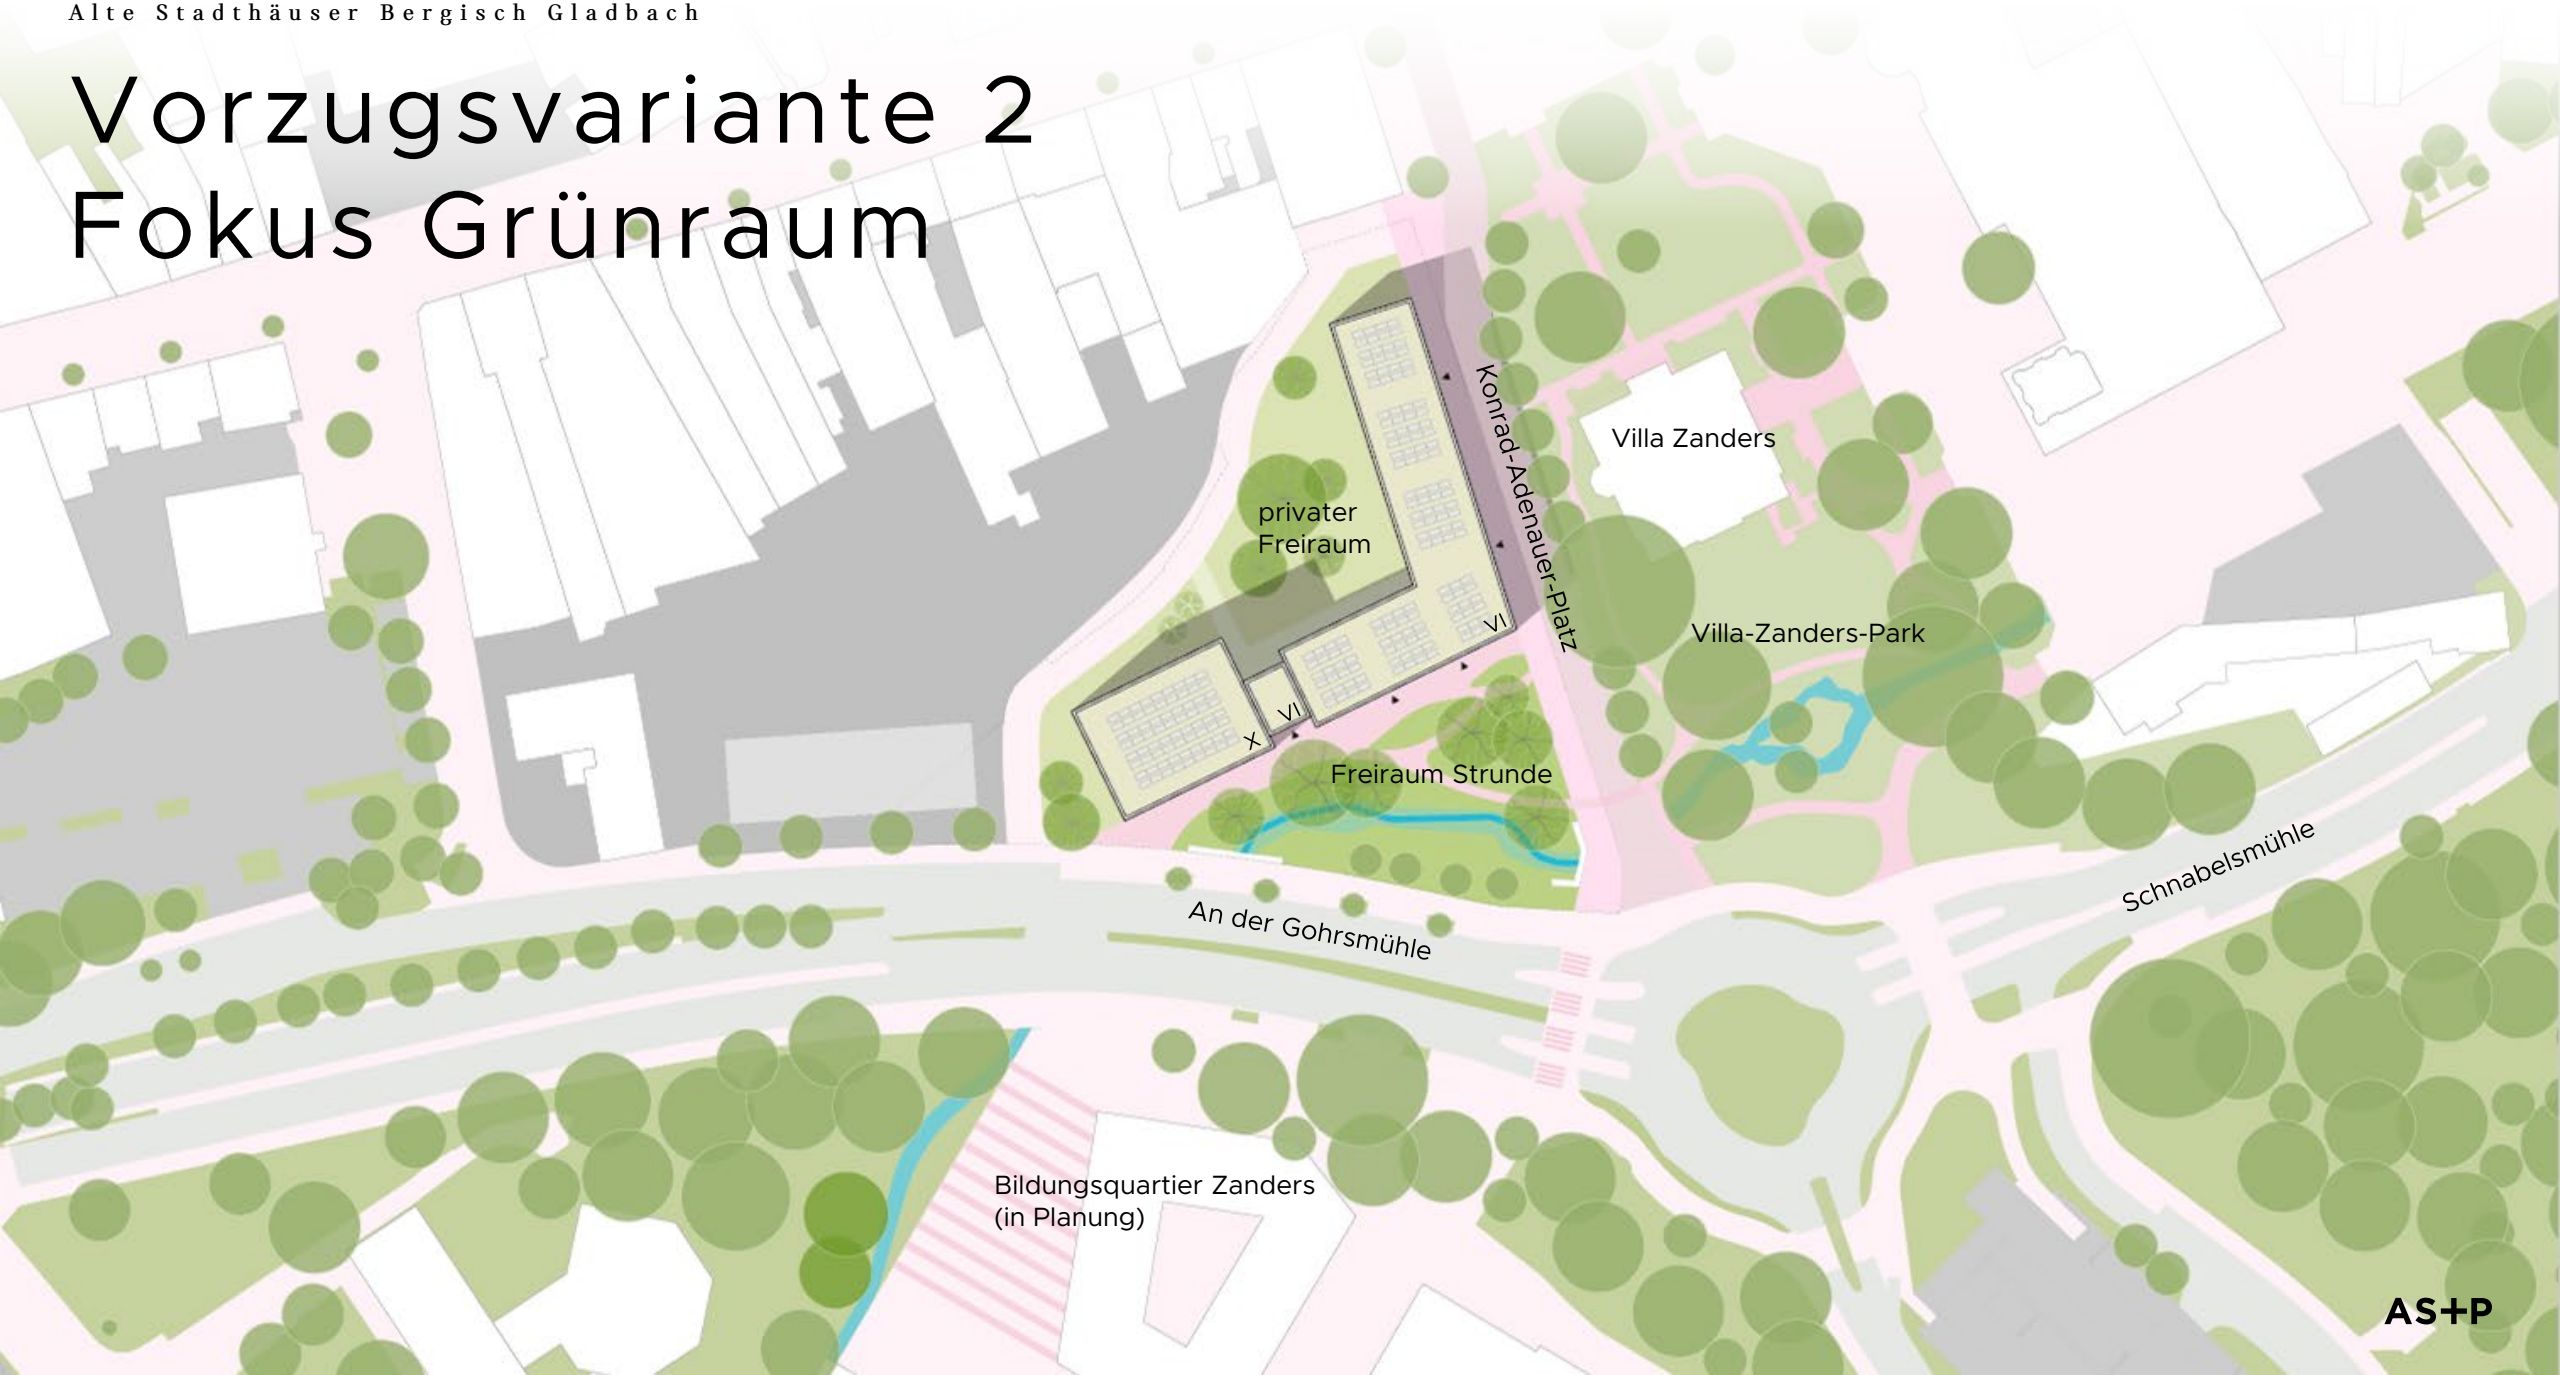 Alte Stadthäuser Bergisch Gladbach
Vorzugsvariante 2
Fokus Grünraum
Konrad-Adenauer-Platz
Villa Zanders
privater
Freiraum
VI
Villa-Zanders-Park
VI
X
Freiraum Strunde
An der Gohrsmühle
Schnabelsmühle
Bildungsquartier Zanders
(in Planung)
AS+P